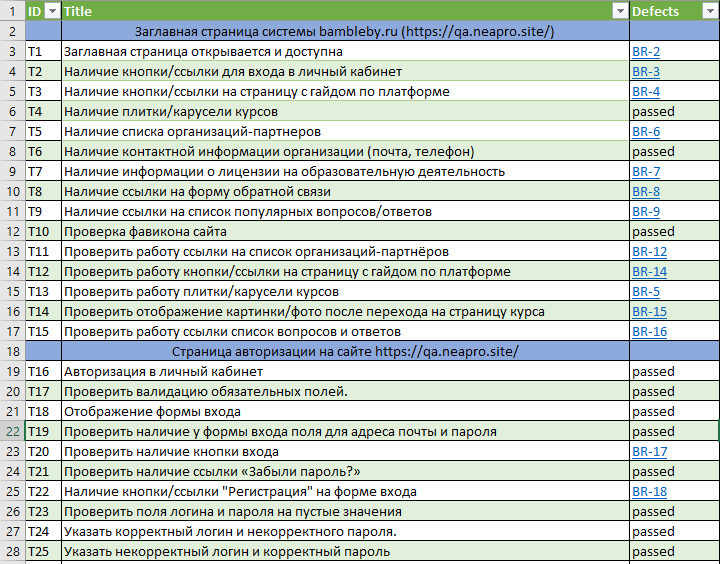 1 ID Title Defects
2 Заглавная страница системы bambleby.ru (https://qa.neapro.site/)
3 T1 Заглавная страница открывается и доступна BR-2
4 T2 Наличие кнопки/ссылки для входа в личный кабинет BR-3
5 T3 Наличие кнопки/ссылки на страницу с гайдом по платформе BR-4
6 T4 Наличие плитки/карусели курсов passed
7 T5 Наличие списка организаций-партнеров BR-6
8 T6 Наличие контактной информации организации (почта, телефон) passed
9 T7 Наличие информации о лицензии на образовательную деятельность BR-7
10 T8 Наличие ссылки на форму обратной связи BR-8
11 T9 Наличие ссылки на список популярных вопросов/ответов BR-9
12 T10 Проверка фавикона сайта passed
13 T11 Проверить работу ссылки на список организаций-партнёров BR-12
14 T12 Проверить работу кнопки/ссылки на страницу с гайдом по платформе BR-14
15 T13 Проверить работу плитки/карусели курсов BR-5
16 T14 Проверить отображение картинки/фото после перехода на страницу курса BR-15
17 T15 Проверить работу ссылки список вопросов и ответов BR-16
18 Страница авторизации на сайте https://qa.neapro.site/
19 T16 Авторизация в личный кабинет passed
20 T17 Проверить валидацию обязательных полей. passed
21 T18 Отображение формы входа passed
22 T19 Проверить наличие у формы входа поля для адреса почты и пароля passed
23 T20 Проверить наличие кнопки входа BR-17
24 T21 Проверить наличие ссылки «Забыли пароль?» passed
25 T22 Наличие кнопки/ссылки "Регистрация" на форме входа BR-18
26 T23 Проверить поля логина и пароля на пустые значения passed
27 T24 Указать корректный логин и некорректного пароля. passed
28 T25 Указать некорректный логин и корректный пароль passed